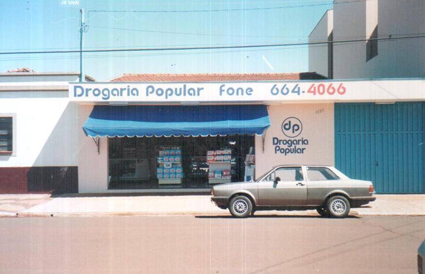 Drogaria Popular fone 664-4066
dp
Drogaria
Popular